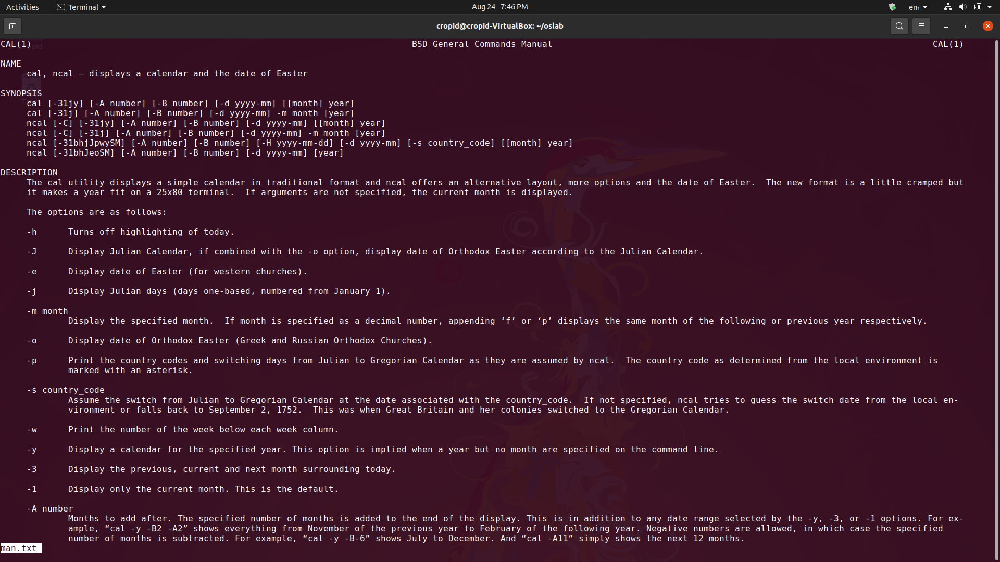 Activities Terminal Aug 24 7:46 PM en₁
cropid@cropid-VirtualBox: ~/oslab
CAL(1) BSD General Commands Manual CAL(1)
NAME
cal, ncal — displays a calendar and the date of Easter
SYNOPSIS
cal [-31jy] [-A number] [-B number] [-d yyyy-mm] [[month] year]
cal [-31j] [-A number] [-B number] [-d yyyy-mm] -m month [year]
ncal [-C] [-31jy] [-A number] [-B number] [-d yyyy-mm] [[month] year]
ncal [-C] [-31j] [-A number] [-B number] [-d yyyy-mm] -m month [year]
ncal [-31bhjJpwySM] [-A number] [-B number] [-H yyyy-mm-dd] [-d yyyy-mm] [-s country_code] [[month] year]
ncal [-31bhJeoSM] [-A number] [-B number] [-d yyyy-mm] [year]
DESCRIPTION
The cal utility displays a simple calendar in traditional format and ncal offers an alternative layout, more options and the date of Easter.  The new format is a little cramped but
it makes a year fit on a 25x80 terminal.  If arguments are not specified, the current month is displayed.
The options are as follows:
-h Turns off highlighting of today.
-J Display Julian Calendar, if combined with the -o option, display date of Orthodox Easter according to the Julian Calendar.
-e Display date of Easter (for western churches).
-j Display Julian days (days one-based, numbered from January 1).
-m month
Display the specified month.  If month is specified as a decimal number, appending ‘f’ or ‘p’ displays the same month of the following or previous year respectively.
-o Display date of Orthodox Easter (Greek and Russian Orthodox Churches).
-p Print the country codes and switching days from Julian to Gregorian Calendar as they are assumed by ncal.  The country code as determined from the local environment is
marked with an asterisk.
-s country_code
Assume the switch from Julian to Gregorian Calendar at the date associated with the country_code.  If not specified, ncal tries to guess the switch date from the local en-
vironment or falls back to September 2, 1752.  This was when Great Britain and her colonies switched to the Gregorian Calendar.
-w Print the number of the week below each week column.
-y Display a calendar for the specified year. This option is implied when a year but no month are specified on the command line.
-3 Display the previous, current and next month surrounding today.
-1 Display only the current month. This is the default.
-A number
Months to add after. The specified number of months is added to the end of the display. This is in addition to any date range selected by the -y, -3, or -1 options. For ex-
ample, “cal -y -B2 -A2” shows everything from November of the previous year to February of the following year. Negative numbers are allowed, in which case the specified
number of months is subtracted. For example, “cal -y -B-6” shows July to December. And “cal -A11” simply shows the next 12 months.
man.txt